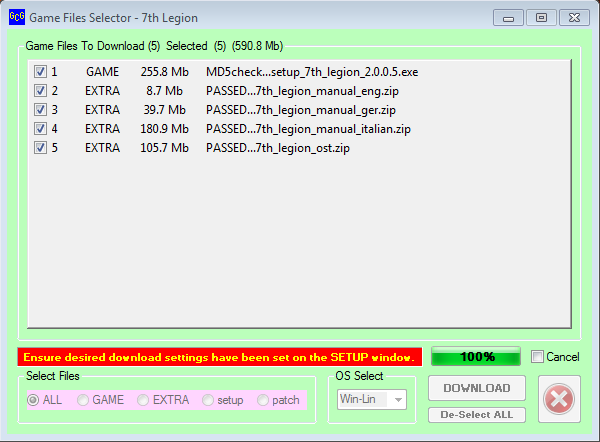 GCG Game Files Selector - 7th Legion
Game Files To Download (5) Selected (5) (590.8 Mb)
1 GAME 255.8 Mb MD5check...setup_7th_legion_2.0.0.5.exe
2 EXTRA 8.7 Mb PASSED...7th_legion_manual_eng.zip
3 EXTRA 39.7 Mb PASSED...7th_legion_manual_ger.zip
4 EXTRA 180.9 Mb PASSED...7th_legion_manual_italian.zip
5 EXTRA 105.7 Mb PASSED...7th_legion_ost.zip
Ensure desired download settings have been set on the SETUP window. 100% Cancel
Select Files OS Select
ALL GAME EXTRA setup patch Win-Lin DOWNLOAD
De-Select ALL